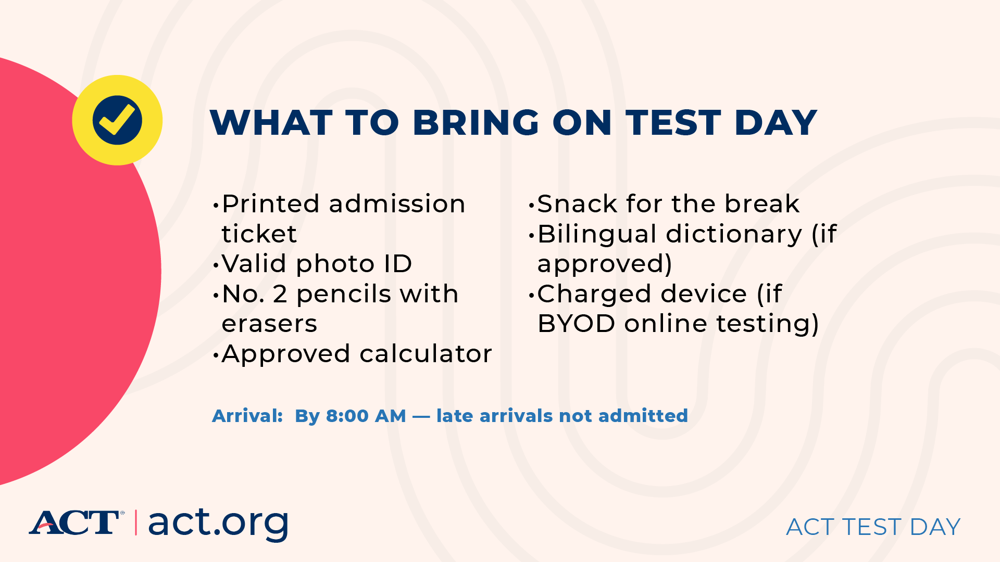 WHAT TO BRING ON TEST DAY
•Printed admission
ticket
•Valid photo ID
•No. 2 pencils with
erasers
•Approved calculator
•Snack for the break
•Bilingual dictionary (if
approved)
•Charged device (if
BYOD online testing)
Arrival:  By 8:00 AM — late arrivals not admitted
ACT® | act.org
ACT TEST DAY